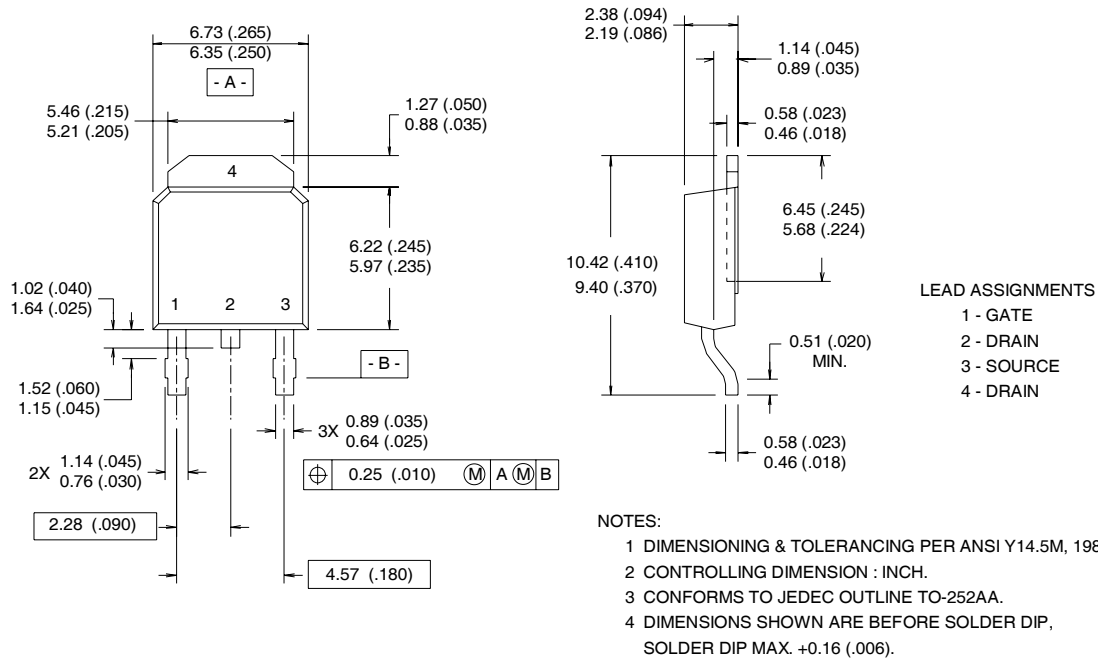 6.73 (.265)
6.35 (.250)
- A -
5.46 (.215)
5.21 (.205)
1.27 (.050)
0.88 (.035)
4
6.22 (.245)
5.97 (.235)
1.02 (.040)
1.64 (.025)
1 2 3
- B -
1.52 (.060)
1.15 (.045)
3X 0.89 (.035)
0.64 (.025)
2X 1.14 (.045)
0.76 (.030)
⌖ 0.25 (.010) Ⓜ A Ⓜ B
2.28 (.090)
4.57 (.180)
2.38 (.094)
2.19 (.086)
1.14 (.045)
0.89 (.035)
0.58 (.023)
0.46 (.018)
6.45 (.245)
5.68 (.224)
10.42 (.410)
9.40 (.370)
0.51 (.020)
MIN.
0.58 (.023)
0.46 (.018)
LEAD ASSIGNMENTS
1 - GATE
2 - DRAIN
3 - SOURCE
4 - DRAIN
NOTES:
1 DIMENSIONING & TOLERANCING PER ANSI Y14.5M, 198
2 CONTROLLING DIMENSION : INCH.
3 CONFORMS TO JEDEC OUTLINE TO-252AA.
4 DIMENSIONS SHOWN ARE BEFORE SOLDER DIP,
SOLDER DIP MAX. +0.16 (.006).